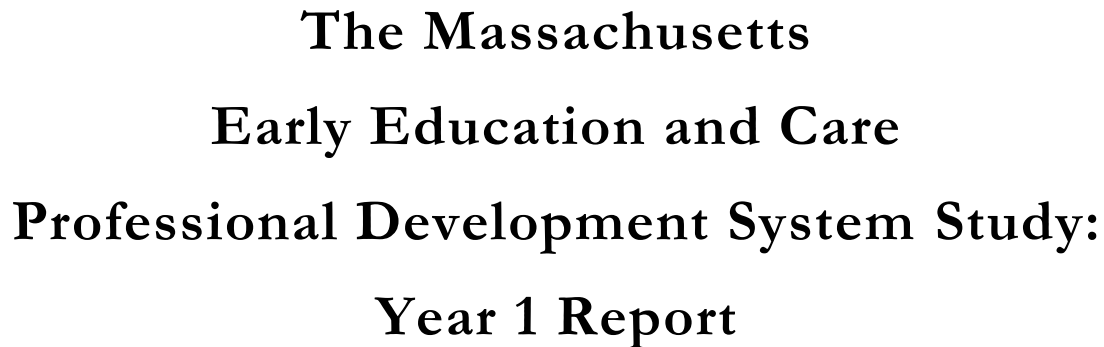 The Massachusetts
Early Education and Care
Professional Development System Study:
Year 1 Report